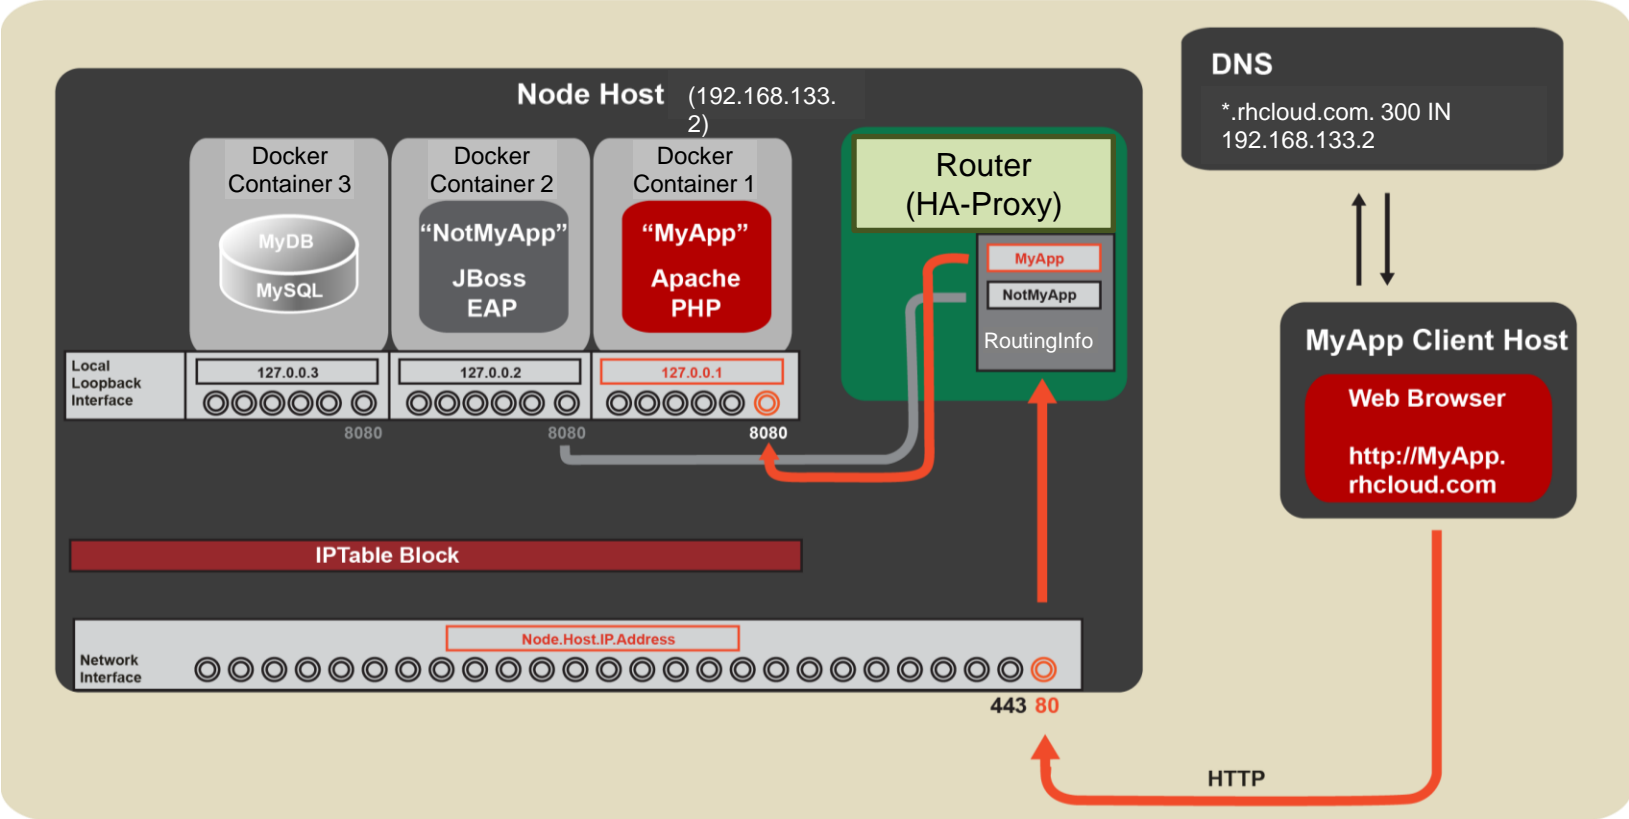 Node Host
(192.168.133.
2)
Docker
Container 3
MyDB
MySQL
Docker
Container 2
“NotMyApp”
JBoss
EAP
Docker
Container 1
“MyApp”
Apache
PHP
Router
(HA-Proxy)
MyApp
NotMyApp
RoutingInfo
Local
Loopback
Interface
127.0.0.3
127.0.0.2
127.0.0.1
8080
8080
8080
IPTable Block
Node.Host.IP.Address
Network
Interface
443 80
DNS
*.rhcloud.com. 300 IN
192.168.133.2
MyApp Client Host
Web Browser
http://MyApp.
rhcloud.com
HTTP